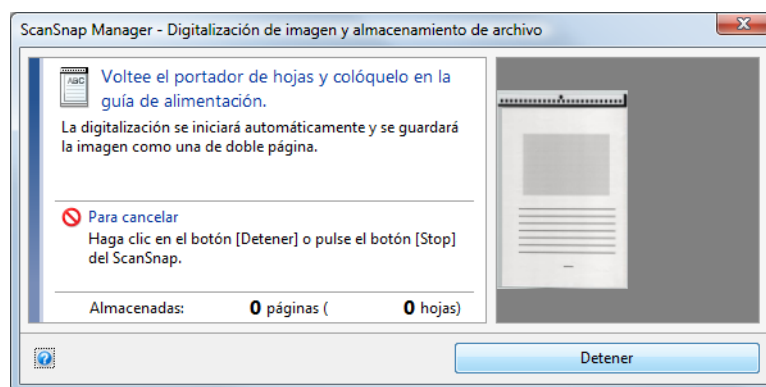 ScanSnap Manager - Digitalización de imagen y almacenamiento de archivo
ABC
Voltee el portador de hojas y colóquelo en la
guía de alimentación.
La digitalización se iniciará automáticamente y se guardará
la imagen como una de doble página.
Para cancelar
Haga clic en el botón [Detener] o pulse el botón [Stop]
del ScanSnap.
Almacenadas: 0 páginas ( 0 hojas)
Detener